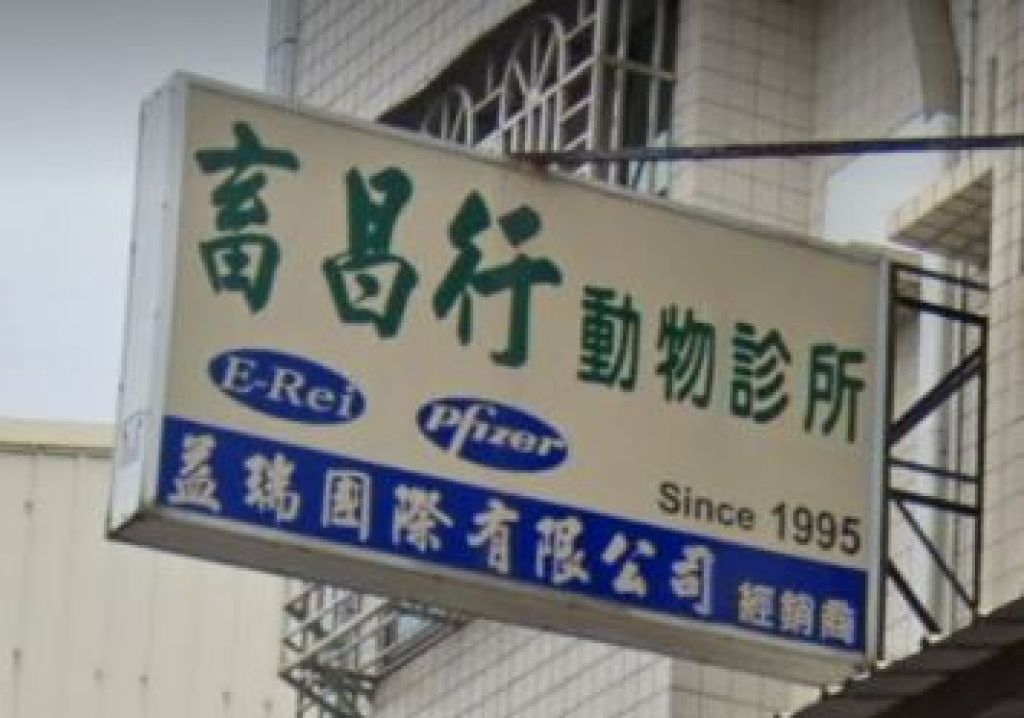 畜昌行動物診所
E-Rei Pfizer
Since 1995
益瑞國際有限公司 經銷商